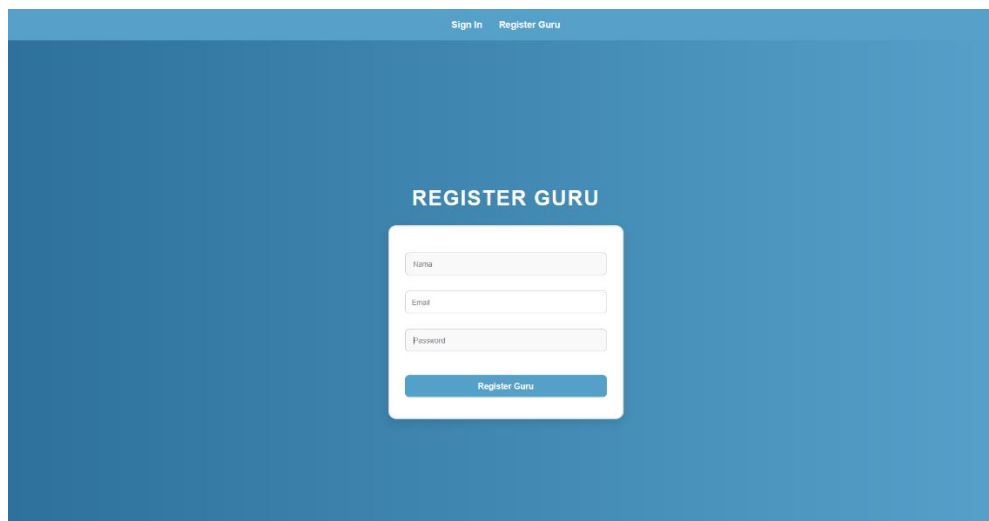 Sign In Register Guru
REGISTER GURU
Nama
Email
Password
Register Guru